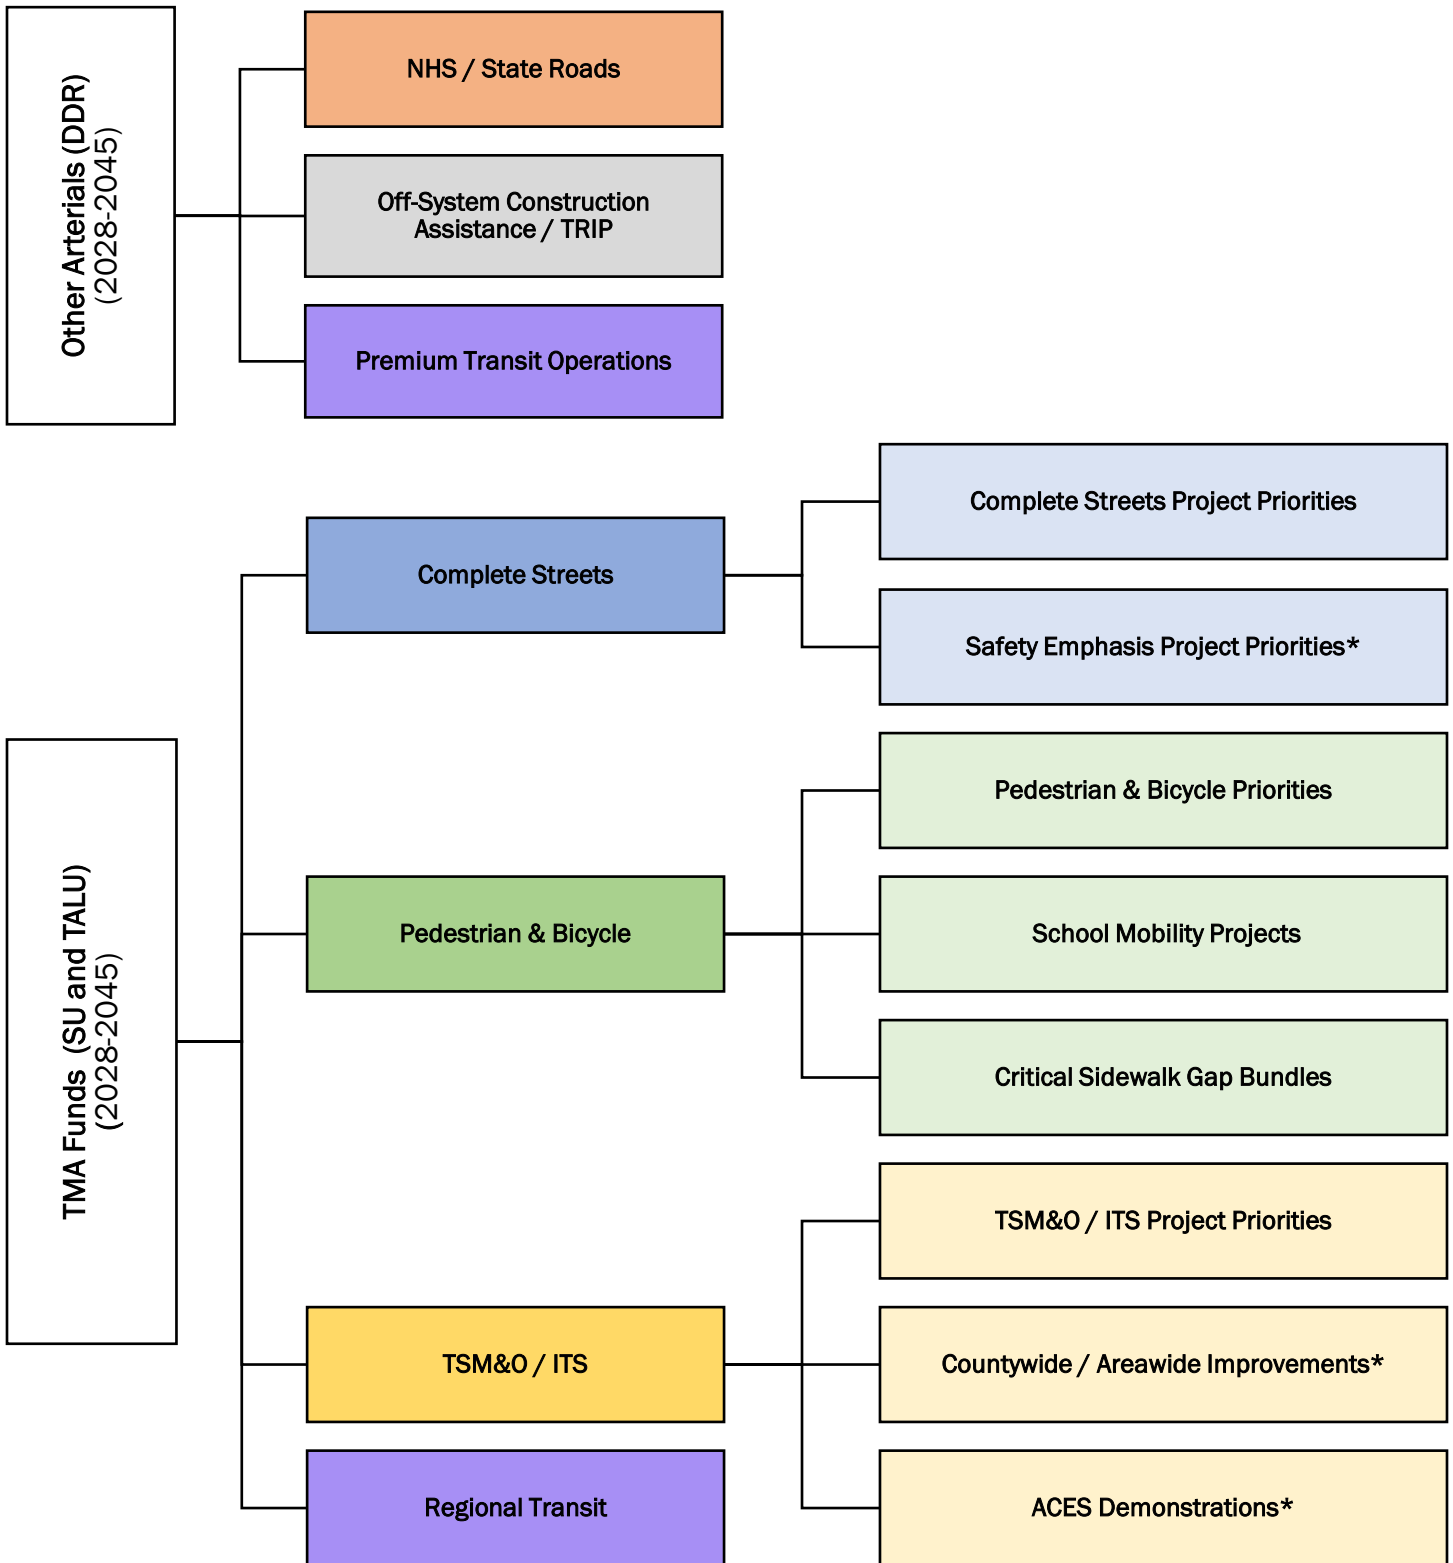 Other Arterials (DDR)
(2028-2045)
NHS / State Roads
Off-System Construction
Assistance / TRIP
Premium Transit Operations
TMA Funds  (SU and TALU)
(2028-2045)
Complete Streets
Complete Streets Project Priorities
Safety Emphasis Project Priorities*
Pedestrian & Bicycle
Pedestrian & Bicycle Priorities
School Mobility Projects
Critical Sidewalk Gap Bundles
TSM&O / ITS
TSM&O / ITS Project Priorities
Countywide / Areawide Improvements*
ACES Demonstrations*
Regional Transit